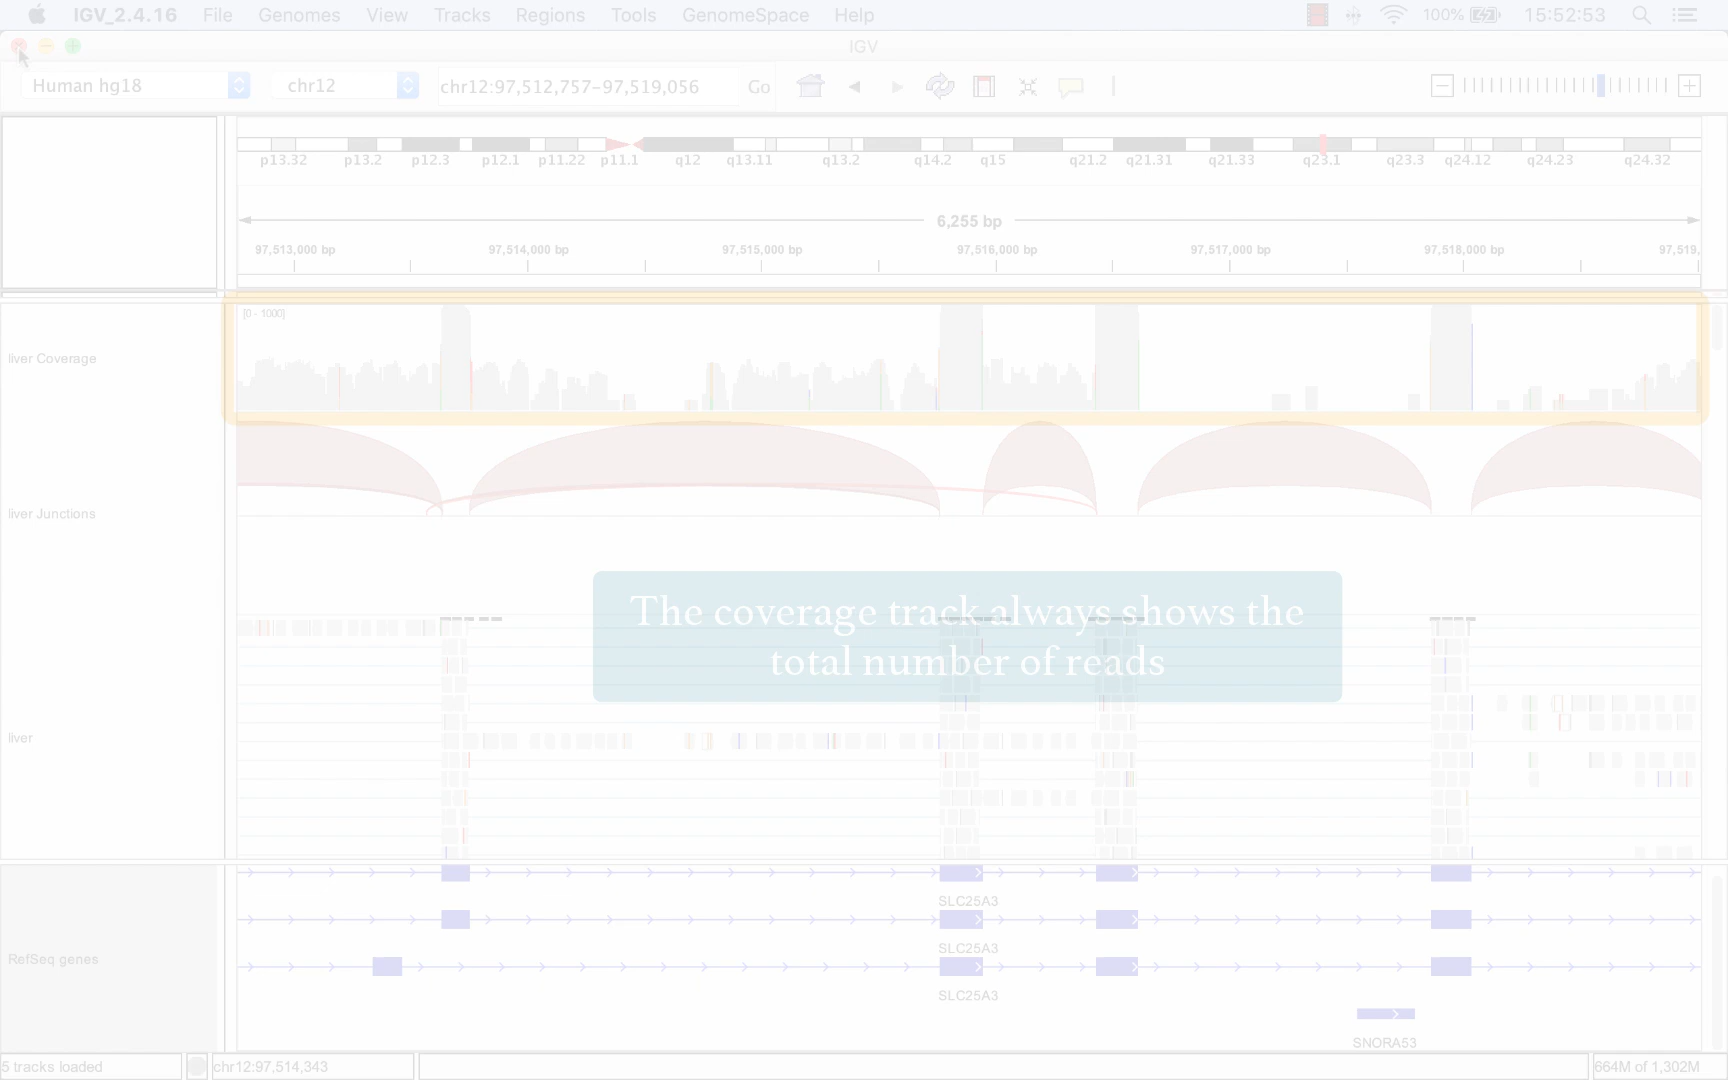 IGV_2.4.16 File Genomes View Tracks Regions Tools GenomeSpace Help 100% 15:52:53
IGV
Human hg18 chr12 chr12:97,512,757-97,519,056 Go
p13.32 p13.2 p12.3 p12.1 p11.22 p11.1 q12 q13.11 q13.2 q14.2 q15 q21.2 q21.31 q21.33 q23.1 q23.3 q24.12 q24.23 q24.32
6,255 bp
97,513,000 bp 97,514,000 bp 97,515,000 bp 97,516,000 bp 97,517,000 bp 97,518,000 bp 97,519,
[0 - 1000]
liver Coverage
liver Junctions
The coverage track always shows the
total number of reads
liver
SLC25A3
SLC25A3
RefSeq genes
SLC25A3
SNORA53
5 tracks loaded chr12:97,514,343 664M of 1,302M